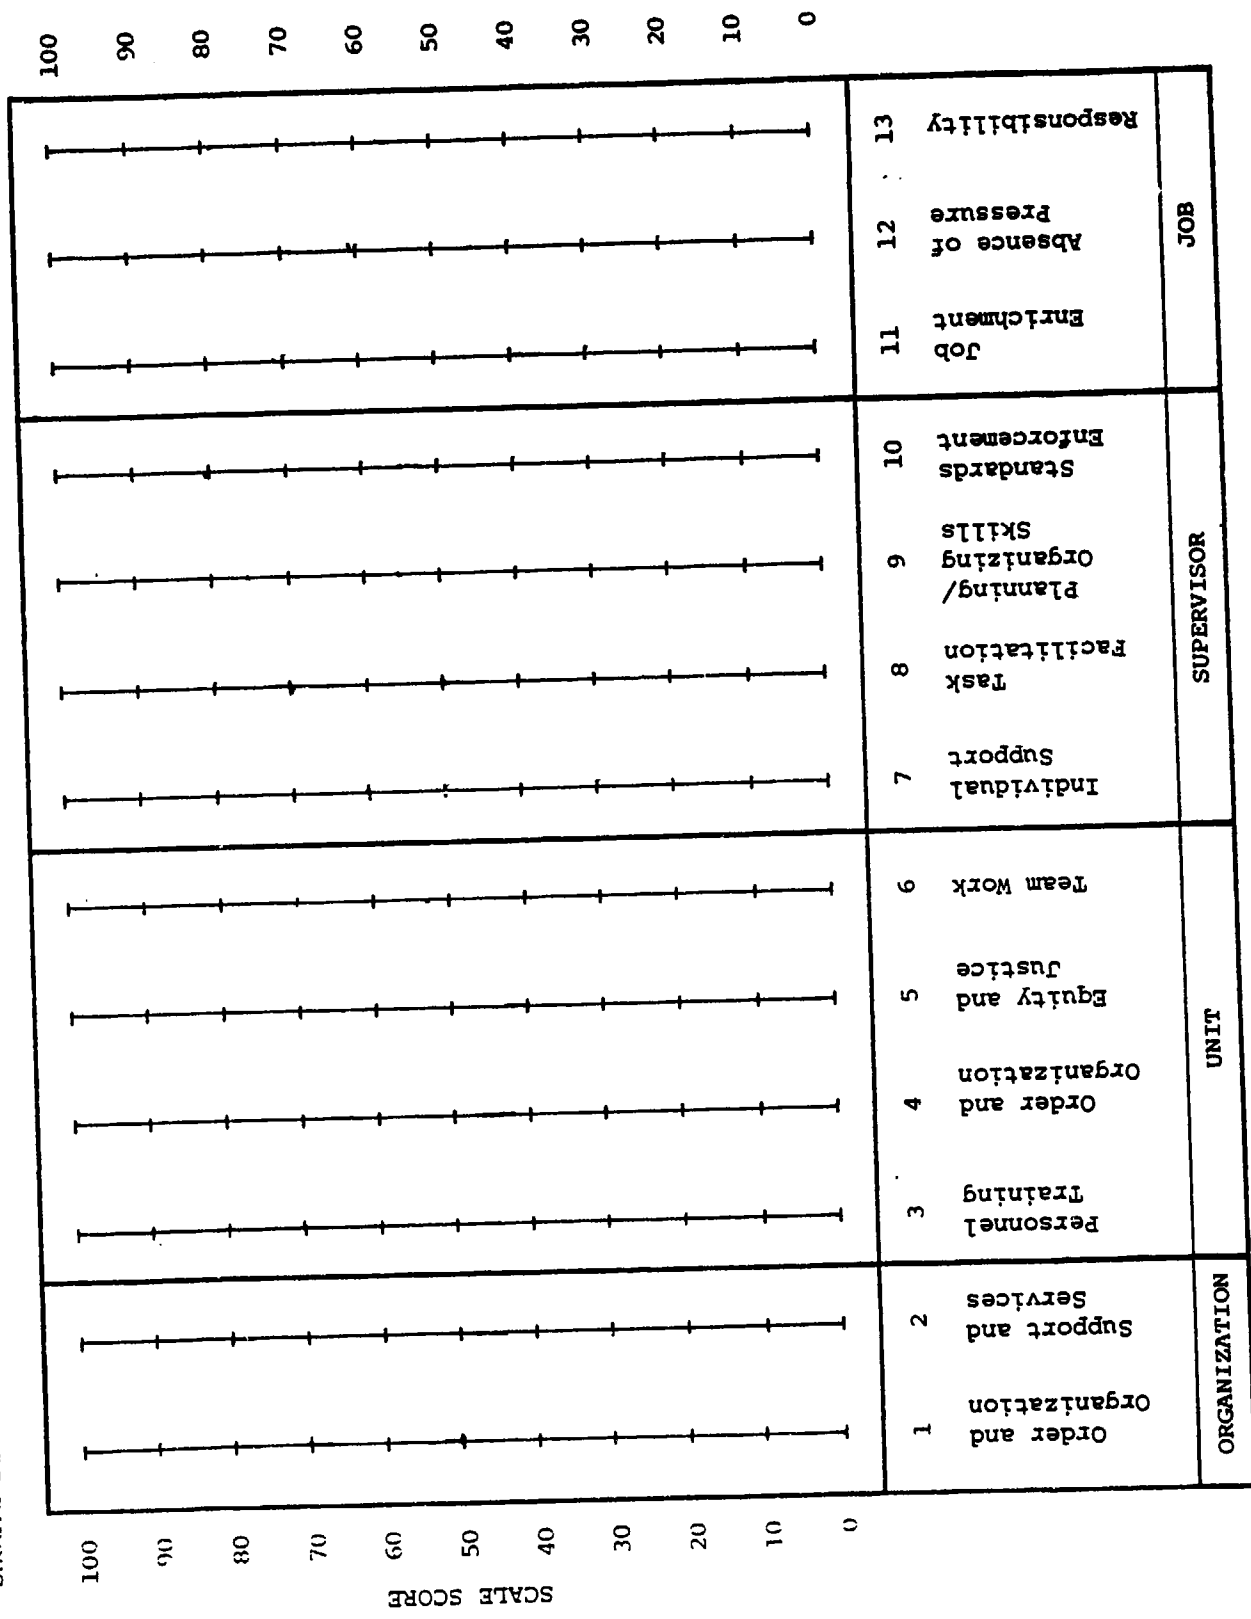 100
90
80
70
60
50
40
30
20
10
0
SCALE SCORE
100
90
80
70
60
50
40
30
20
10
0
1
Order and
Organization
2
Support and
Services
3
Personnel
Training
4
Order and
Organization
5
Equity and
Justice
6
Team Work
7
Individual
Support
8
Task
Facilitation
9
Planning/
Organizing
Skills
10
Standards
Enforcement
11
Job
Enrichment
12
Absence of
Pressure
13
Responsibility
ORGANIZATION
UNIT
SUPERVISOR
JOB